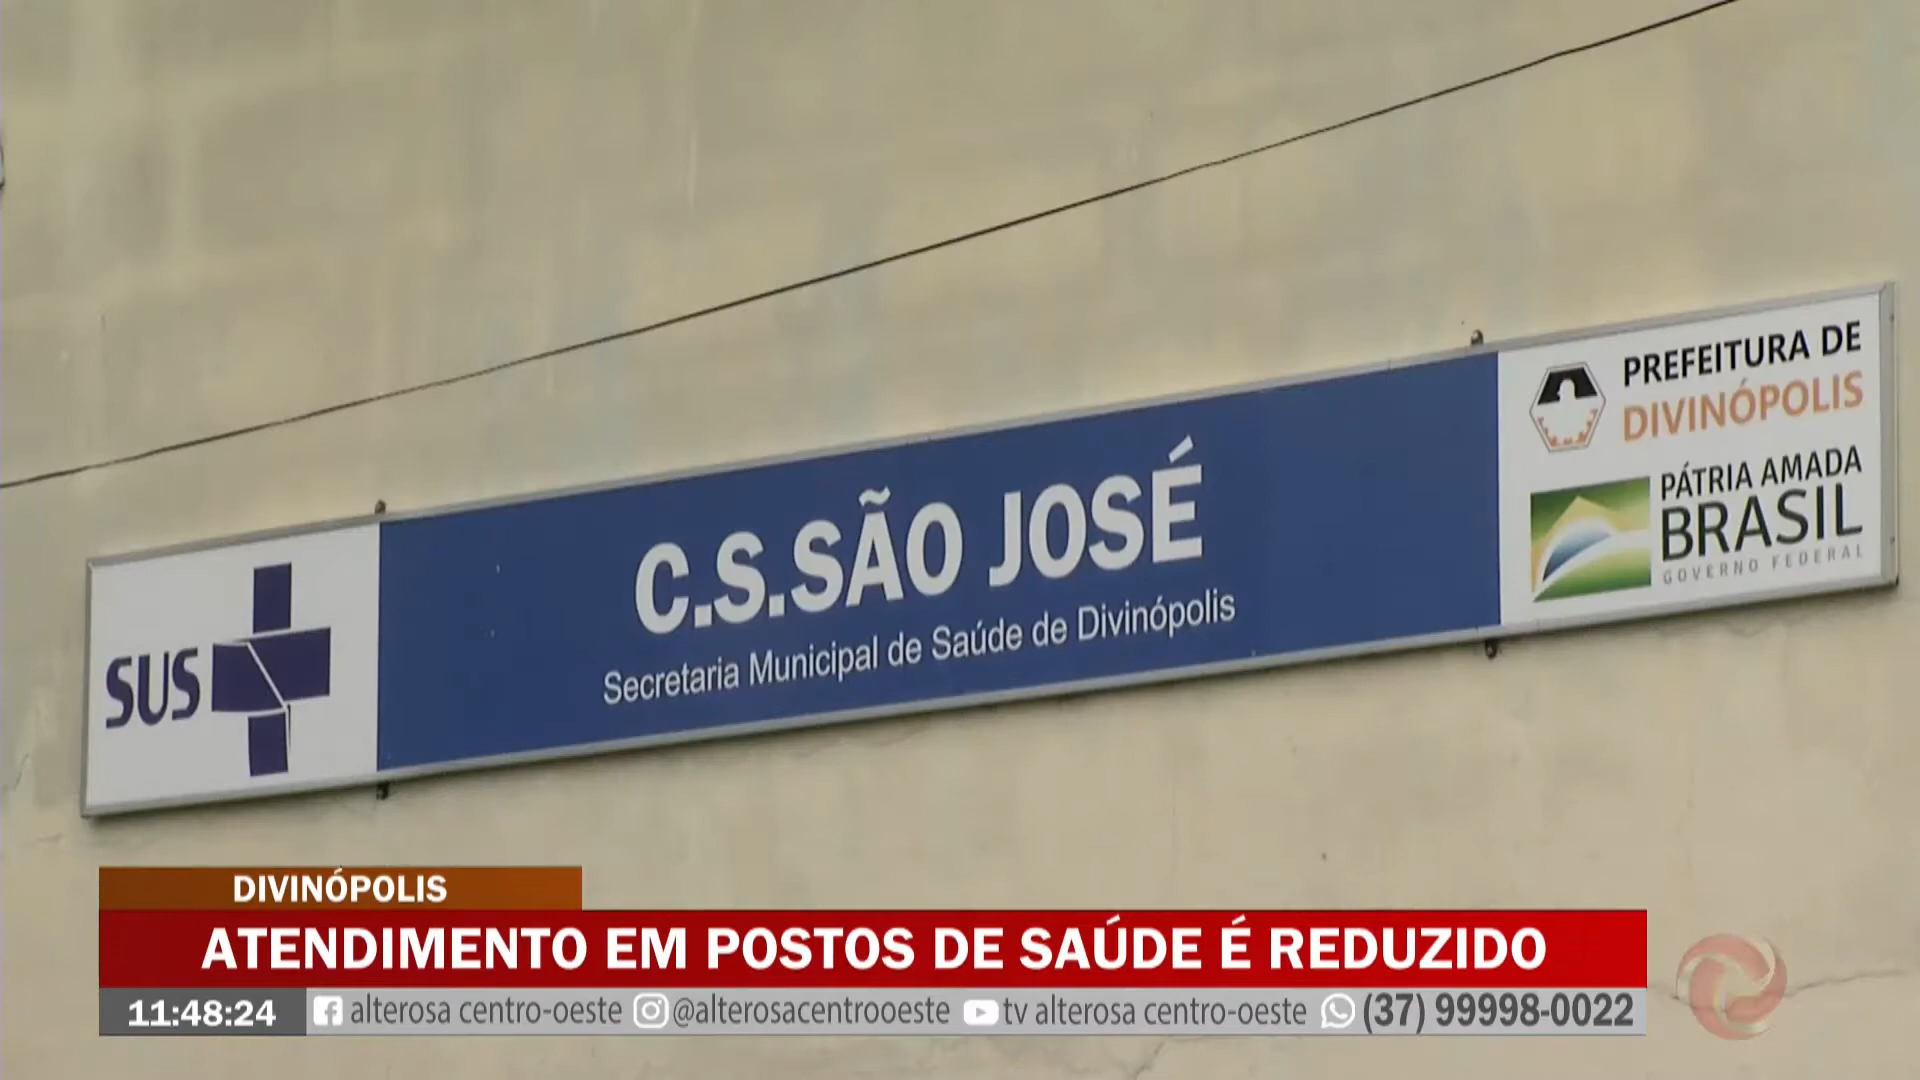 PREFEITURA DE
DIVINÓPOLIS
PÁTRIA AMADA
BRASIL
GOVERNO FEDERAL
C.S.SÃO JOSÉ
Secretaria Municipal de Saúde de Divinópolis
SUS
DIVINÓPOLIS
ATENDIMENTO EM POSTOS DE SAÚDE É REDUZIDO
11:48:24 alterosa centro-oeste @alterosacentrooeste tv alterosa centro-oeste (37) 99998-0022